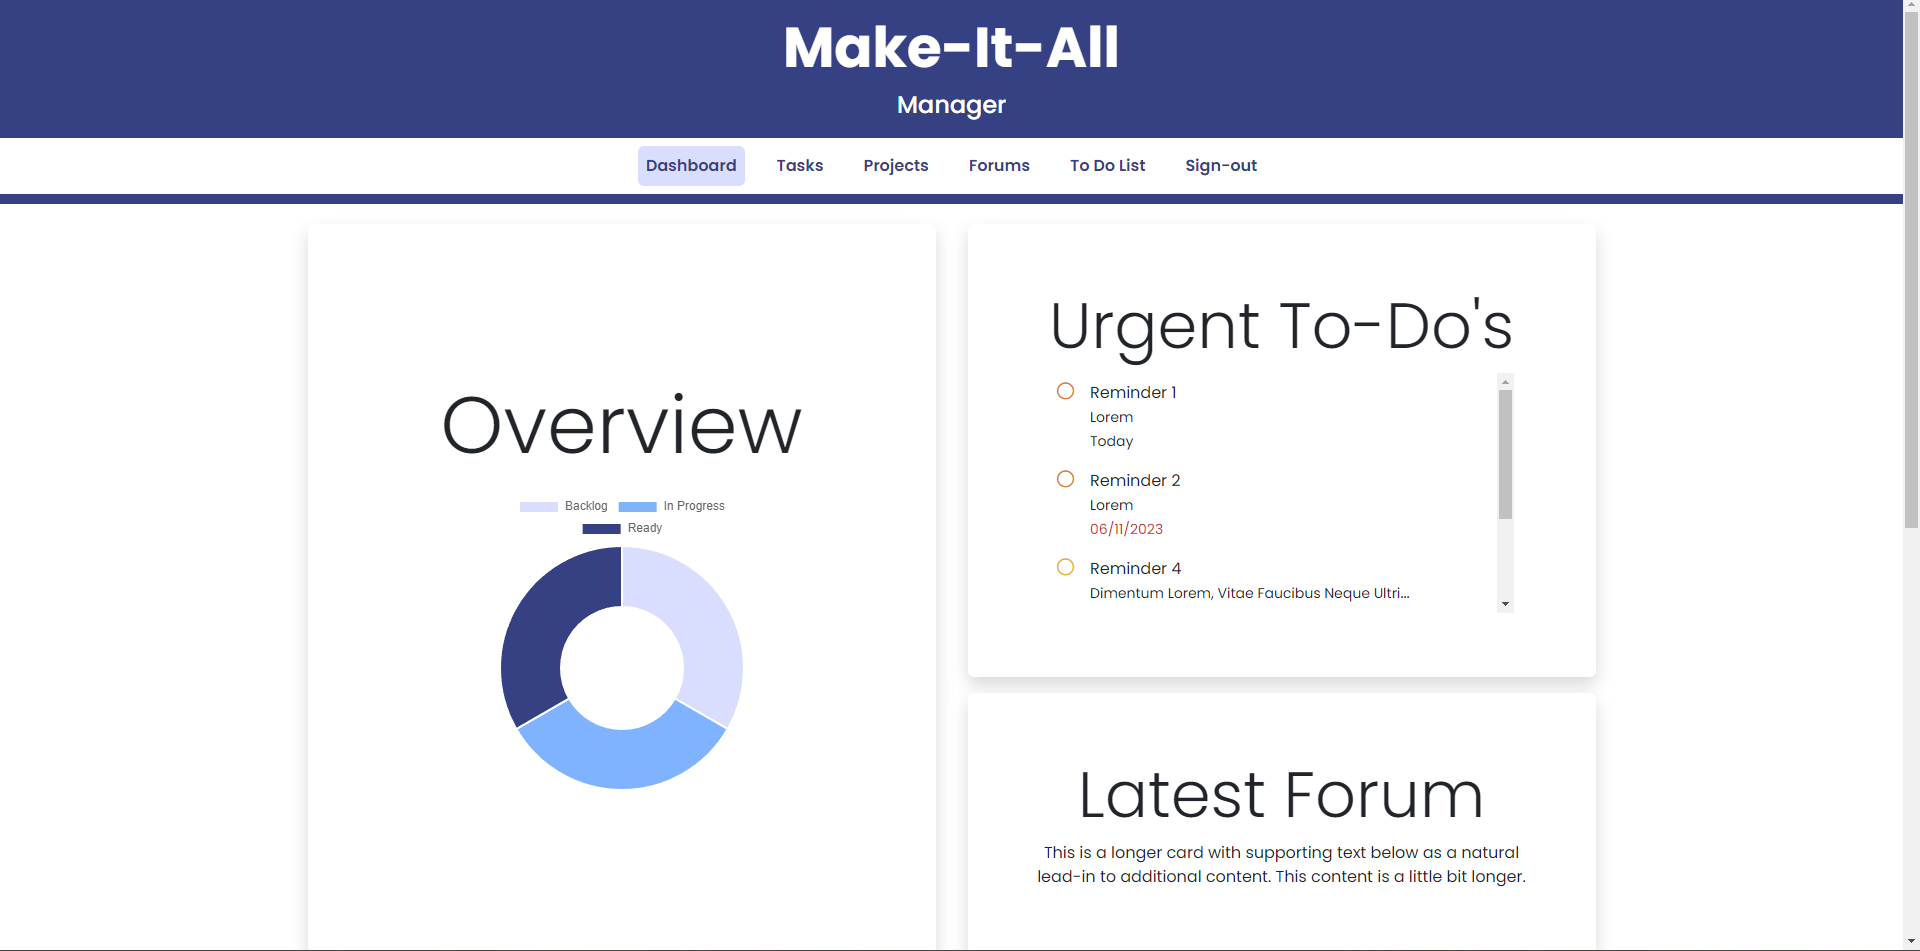 Make-It-All
Manager
Dashboard Tasks Projects Forums To Do List Sign-out
Overview
Backlog In Progress
Ready
Urgent To-Do's
Reminder 1
Lorem
Today
Reminder 2
Lorem
06/11/2023
Reminder 4
Dimentum Lorem, Vitae Faucibus Neque Ultri...
Latest Forum
This is a longer card with supporting text below as a natural
lead-in to additional content. This content is a little bit longer.